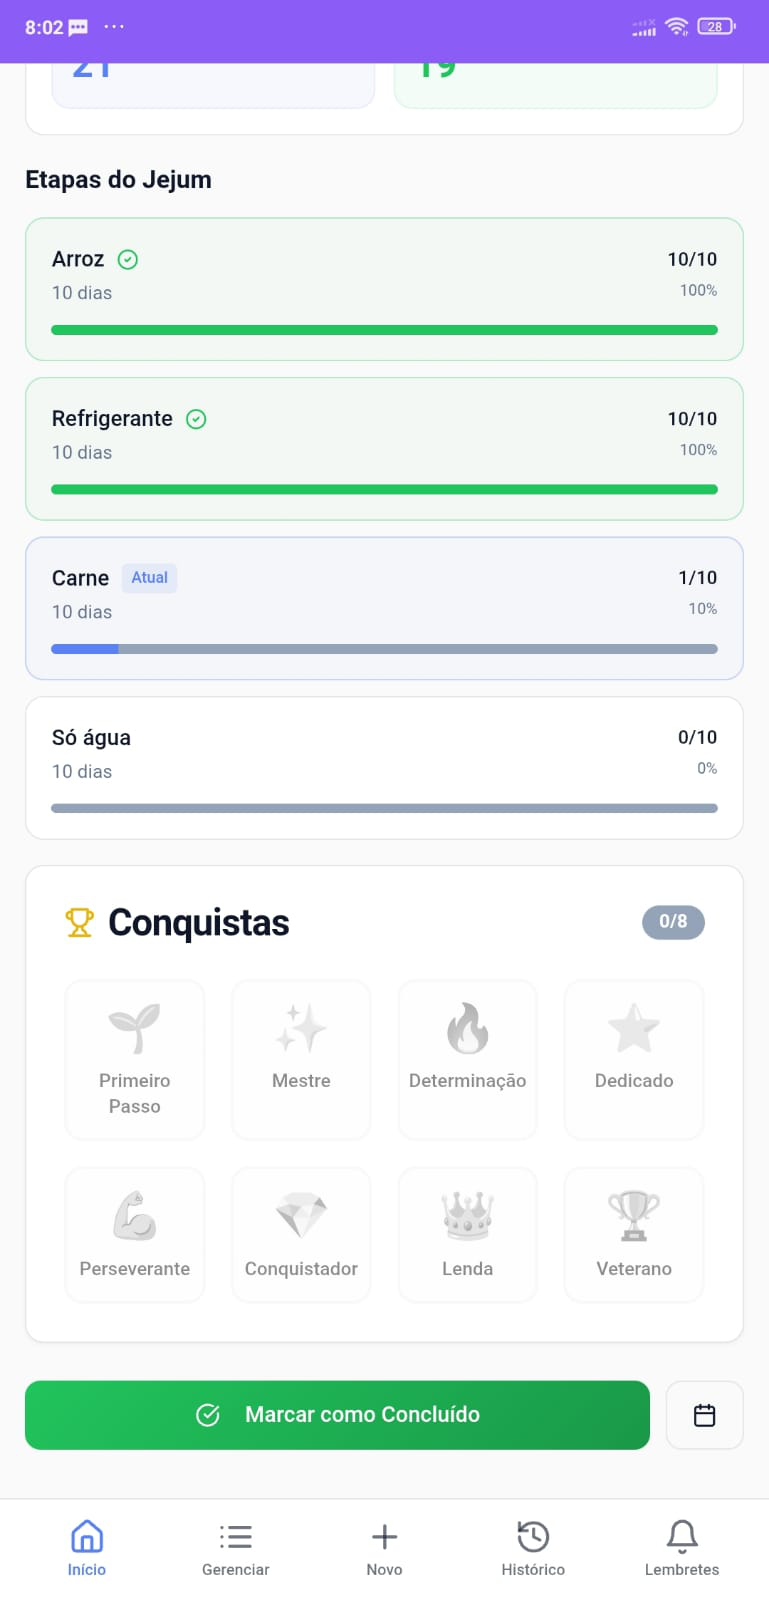 8:02
28
21
19
Etapas do Jejum
Arroz
10/10
10 dias
100%
Refrigerante
10/10
10 dias
100%
Carne Atual
1/10
10 dias
10%
Só água
0/10
10 dias
0%
Conquistas
0/8
Primeiro
Passo
Mestre
Determinação
Dedicado
Perseverante
Conquistador
Lenda
Veterano
Marcar como Concluído
Início
Gerenciar
Novo
Histórico
Lembretes